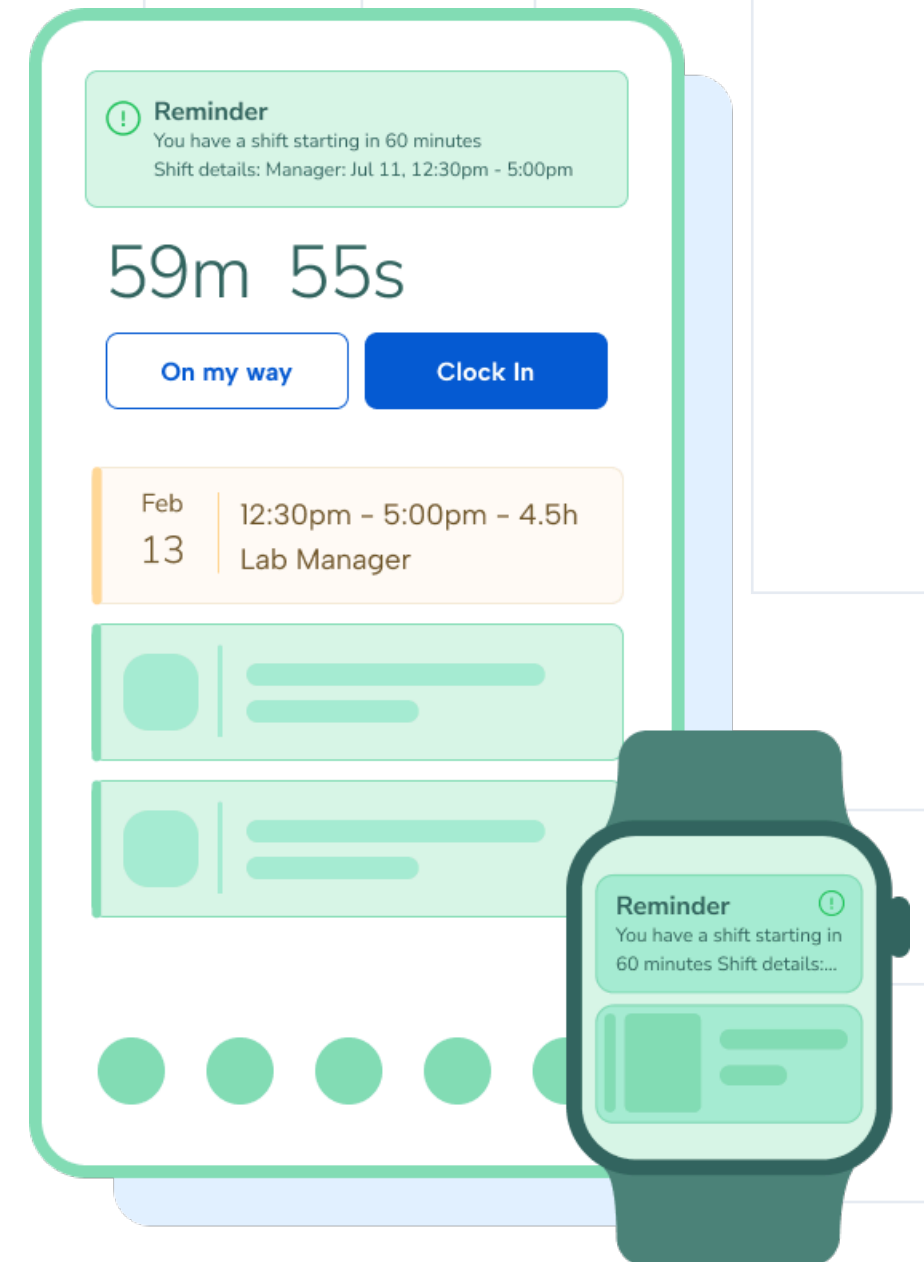 Reminder
You have a shift starting in 60 minutes
Shift details: Manager: Jul 11, 12:30pm - 5:00pm
59m 55s
On my way
Clock In
Feb
13
12:30pm – 5:00pm – 4.5h
Lab Manager
Reminder
You have a shift starting in
60 minutes Shift details:...